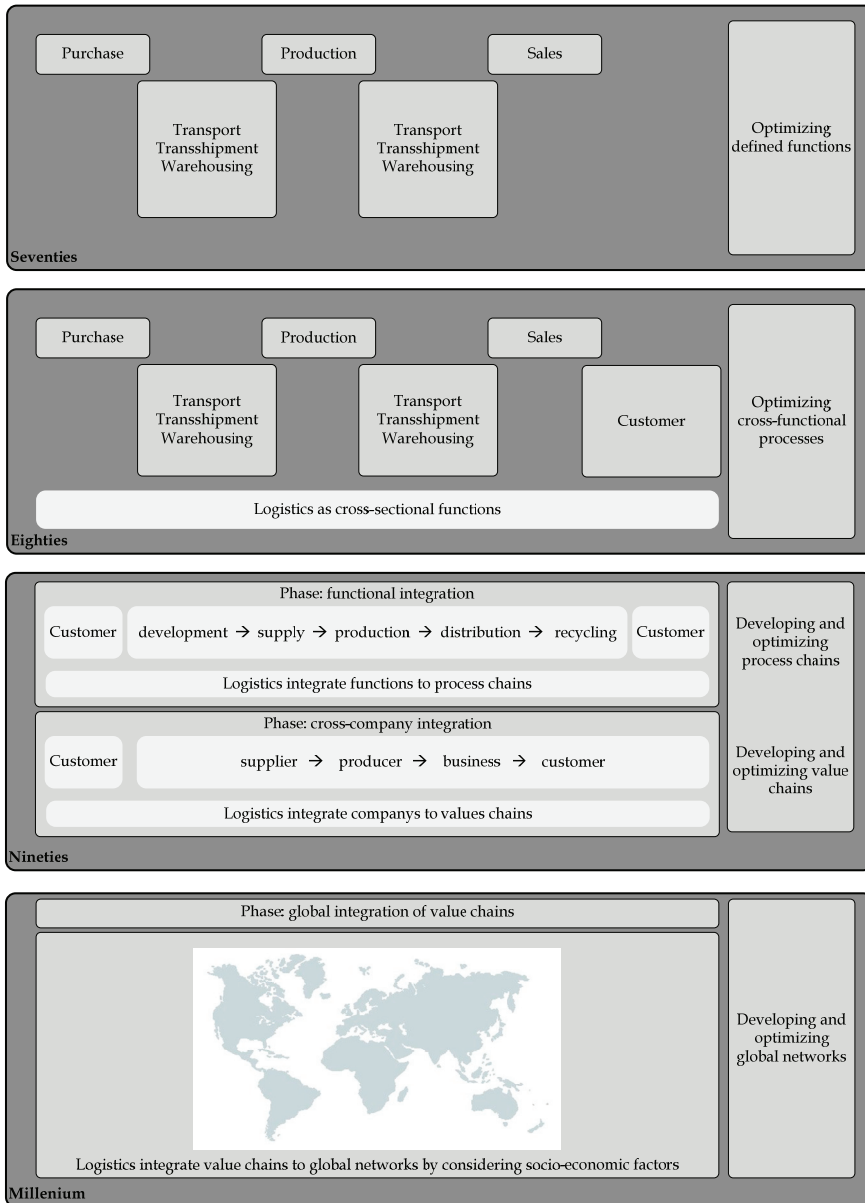 Purchase
Production
Sales
Transport
Transshipment
Warehousing
Transport
Transshipment
Warehousing
Optimizing
defined functions
Seventies
Purchase
Production
Sales
Transport
Transshipment
Warehousing
Transport
Transshipment
Warehousing
Customer
Optimizing
cross-functional
processes
Logistics as cross-sectional functions
Eighties
Phase: functional integration
Customer
development → supply → production → distribution → recycling
Customer
Logistics integrate functions to process chains
Developing and
optimizing
process chains
Phase: cross-company integration
Customer
supplier → producer → business → customer
Logistics integrate companys to values chains
Developing and
optimizing value
chains
Nineties
Phase: global integration of value chains
Logistics integrate value chains to global networks by considering socio-economic factors
Developing and
optimizing
global networks
Millenium